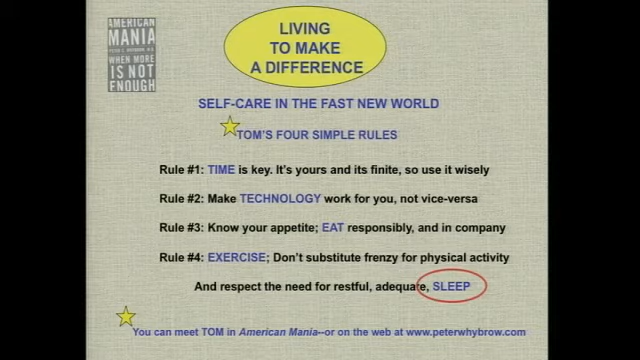 AMERICAN
MANIA
PETER C. WHYBROW, M.D.
WHEN MORE
IS NOT
ENOUGH
LIVING
TO MAKE
A DIFFERENCE
SELF-CARE IN THE FAST NEW WORLD
TOM'S FOUR SIMPLE RULES
Rule #1: TIME is key. It's yours and its finite, so use it wisely
Rule #2: Make TECHNOLOGY work for you, not vice-versa
Rule #3: Know your appetite; EAT responsibly, and in company
Rule #4: EXERCISE; Don't substitute frenzy for physical activity
And respect the need for restful, adequate, SLEEP
You can meet TOM in American Mania--or on the web at www.peterwhybrow.com